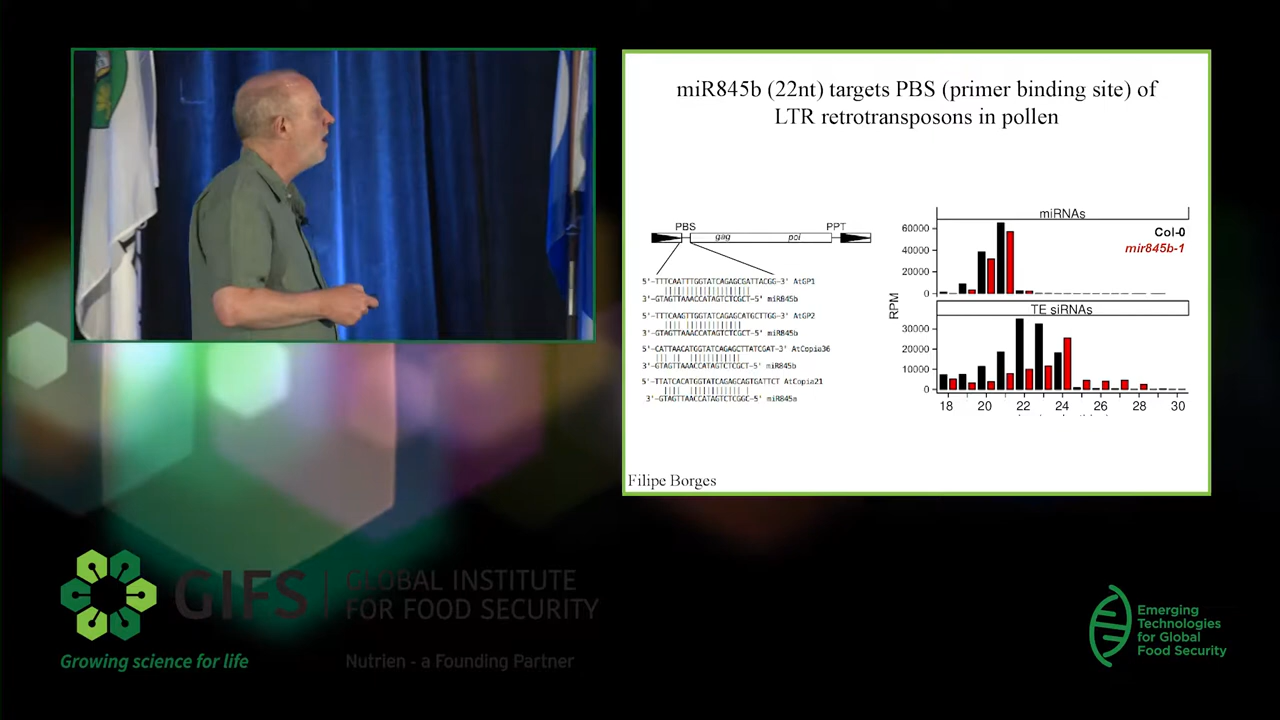 miR845b (22nt) targets PBS (primer binding site) of
LTR retrotransposons in pollen
PBS
PPT
gag
pol
5'-TTTCAATTTGGTATCAGAGCGATTACGG-3' AtGP1
3'-GTAGTTAAACCATAGTCTCGCT-5' miR845b
5'-TTTCAAGTTGGTATCAGAGCATGCTTGG-3' AtGP2
3'-GTAGTTAAACCATAGTCTCGCT-5' miR845b
5'-CATTAACATGGTATCAGAGCTTATCGAT-3' AtCopia36
3'-GTAGTTAAACCATAGTCTCGCT-5' miR845b
5'-TTATCACATGGTATCAGAGCAGTGATTCT AtCopia21
3'-GTAGTTAACCATAGTCTCGGC-5' miR845a
miRNAs
Col-0
mir845b-1
60000
40000
20000
0
RPM
TE siRNAs
30000
20000
10000
0
18 20 22 24 26 28 30
Filipe Borges
GIFS
GLOBAL INSTITUTE
FOR FOOD SECURITY
Growing science for life
Nutrien - a Founding Partner
Emerging
Technologies
for Global
Food Security